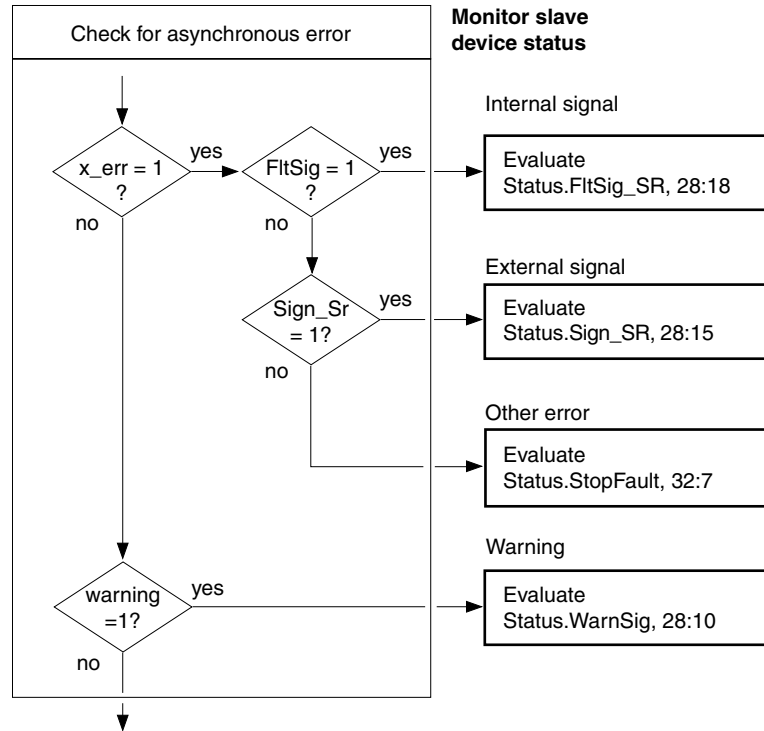 Check for asynchronous error
Monitor slave
device status
Internal signal
x_err = 1
?
yes
no
FltSig = 1
?
yes
no
Evaluate
Status.FltSig_SR, 28:18
External signal
Sign_Sr
= 1?
yes
no
Evaluate
Status.Sign_SR, 28:15
Other error
Evaluate
Status.StopFault, 32:7
Warning
warning
=1?
yes
no
Evaluate
Status.WarnSig, 28:10